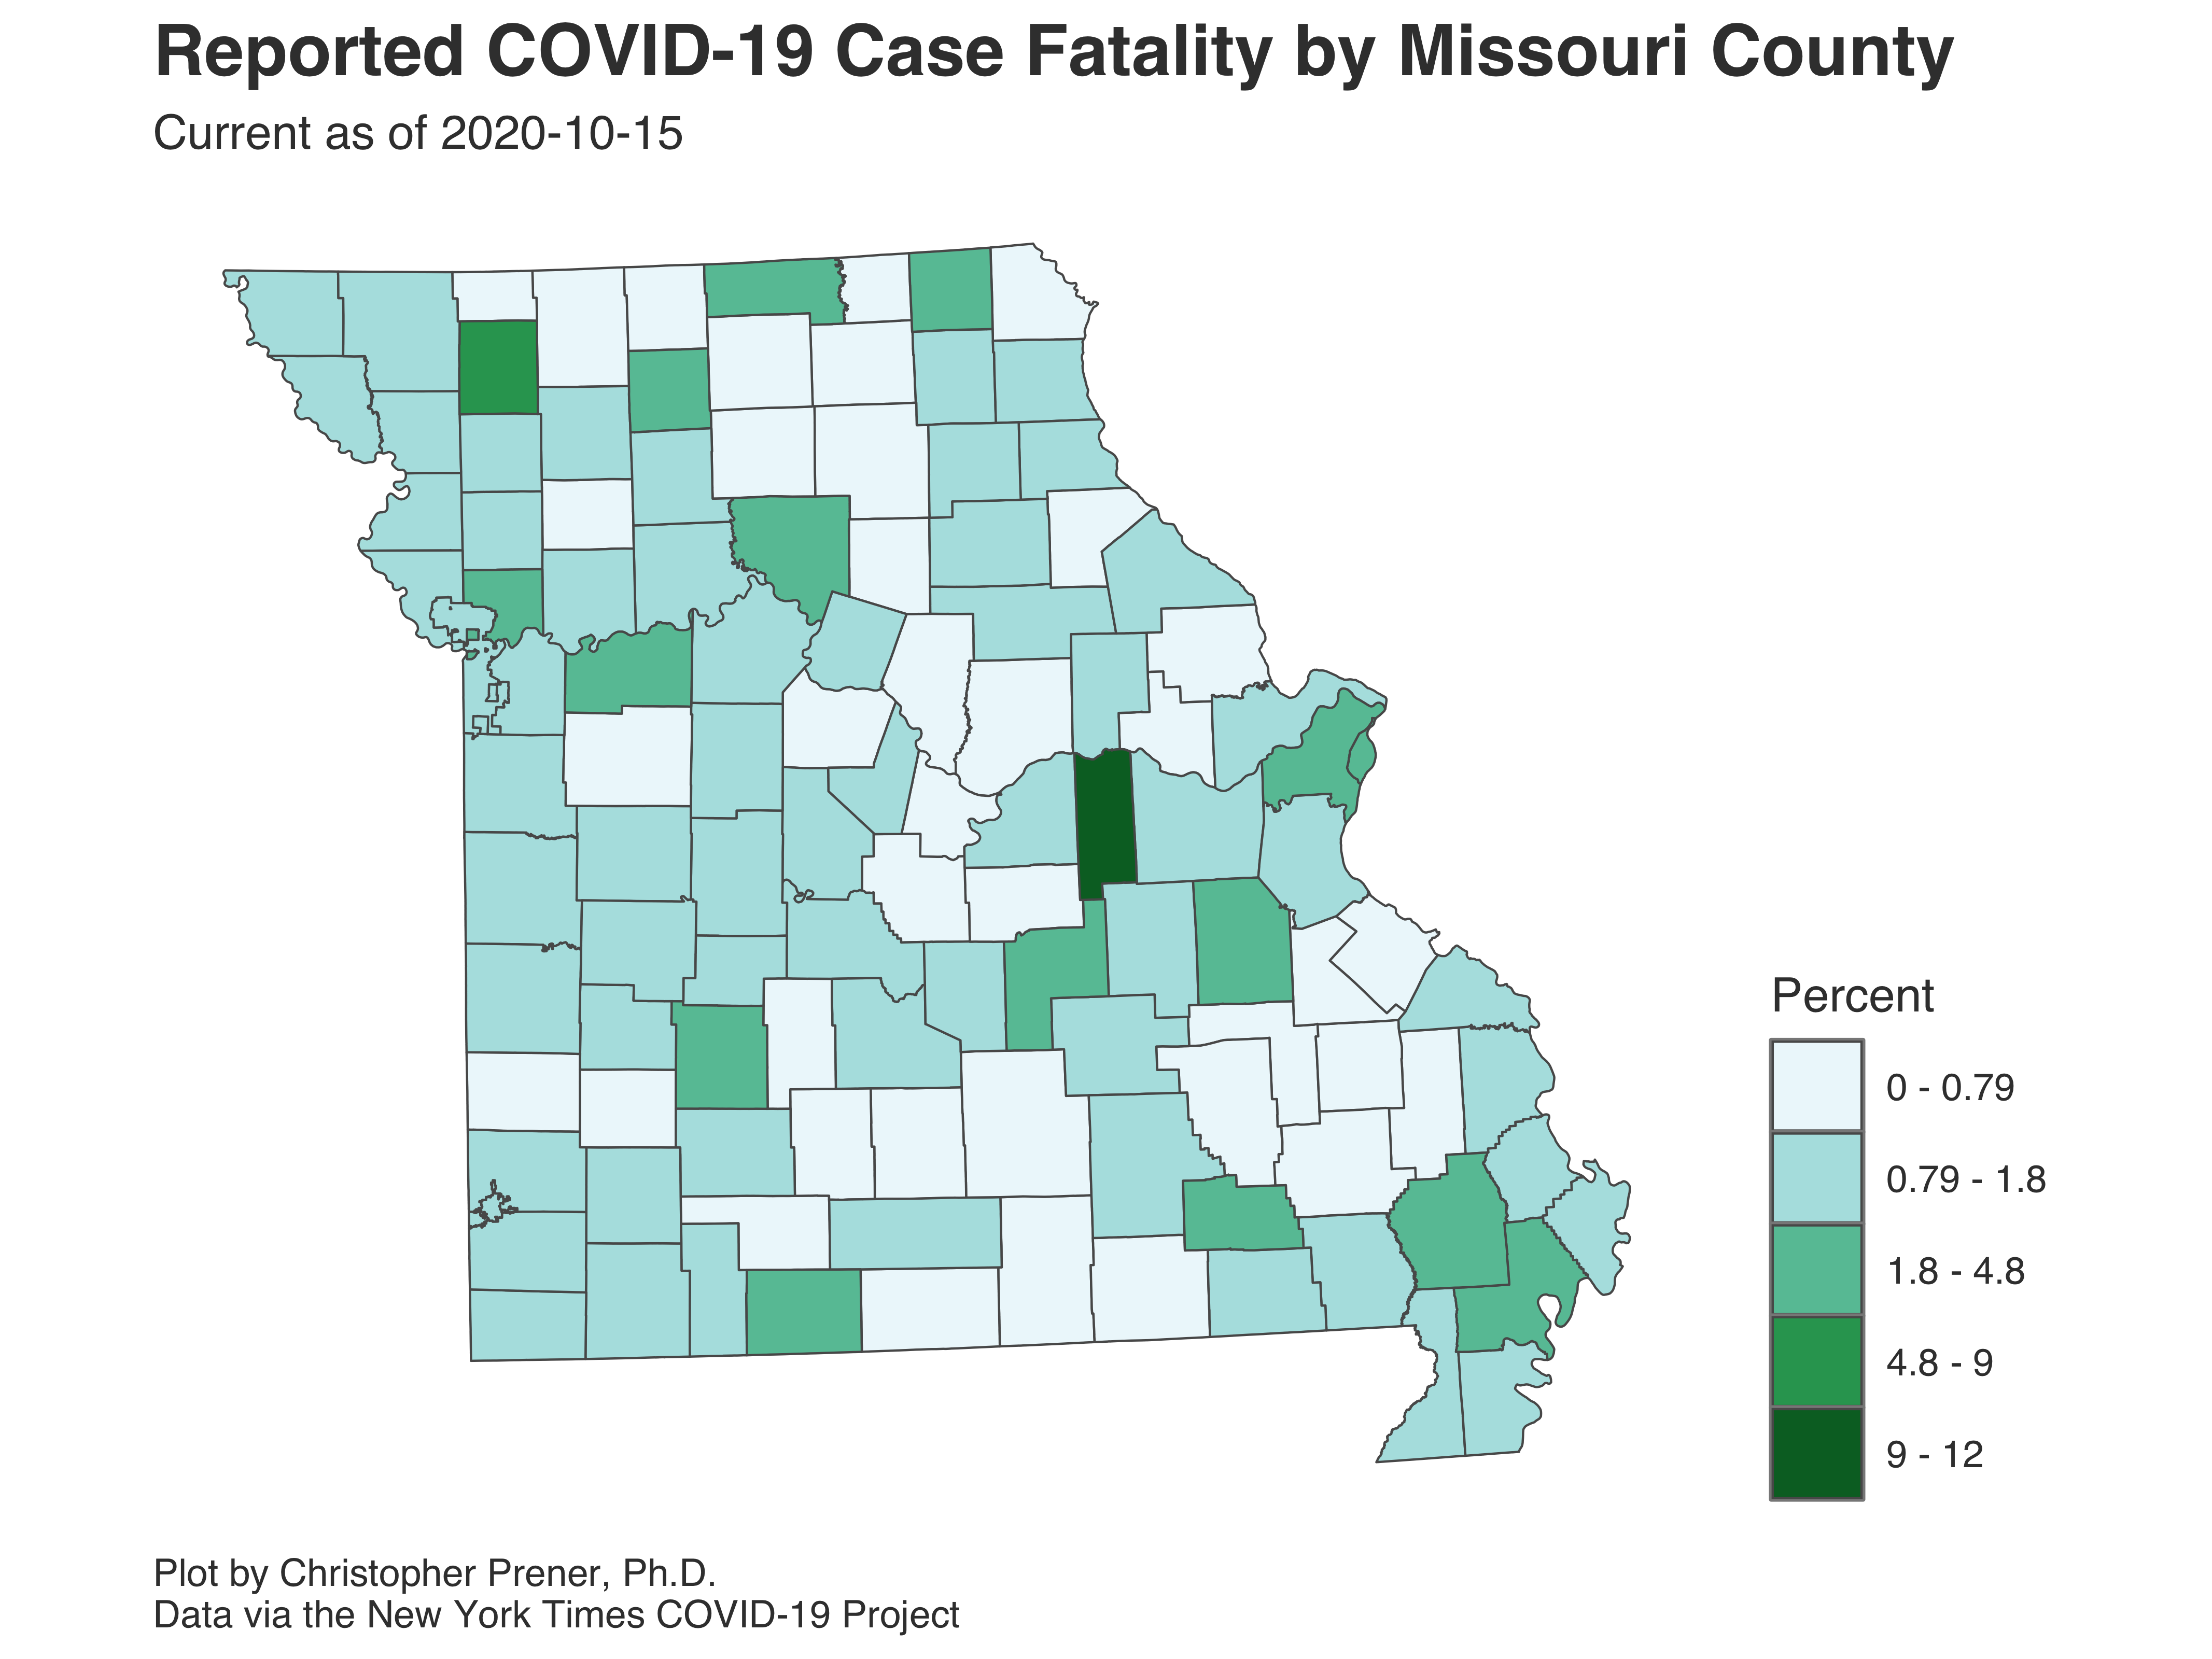 Reported COVID-19 Case Fatality by Missouri County
Current as of 2020-10-15
Percent
0 - 0.79
0.79 - 1.8
1.8 - 4.8
4.8 - 9
9 - 12
Plot by Christopher Prener, Ph.D.
Data via the New York Times COVID-19 Project